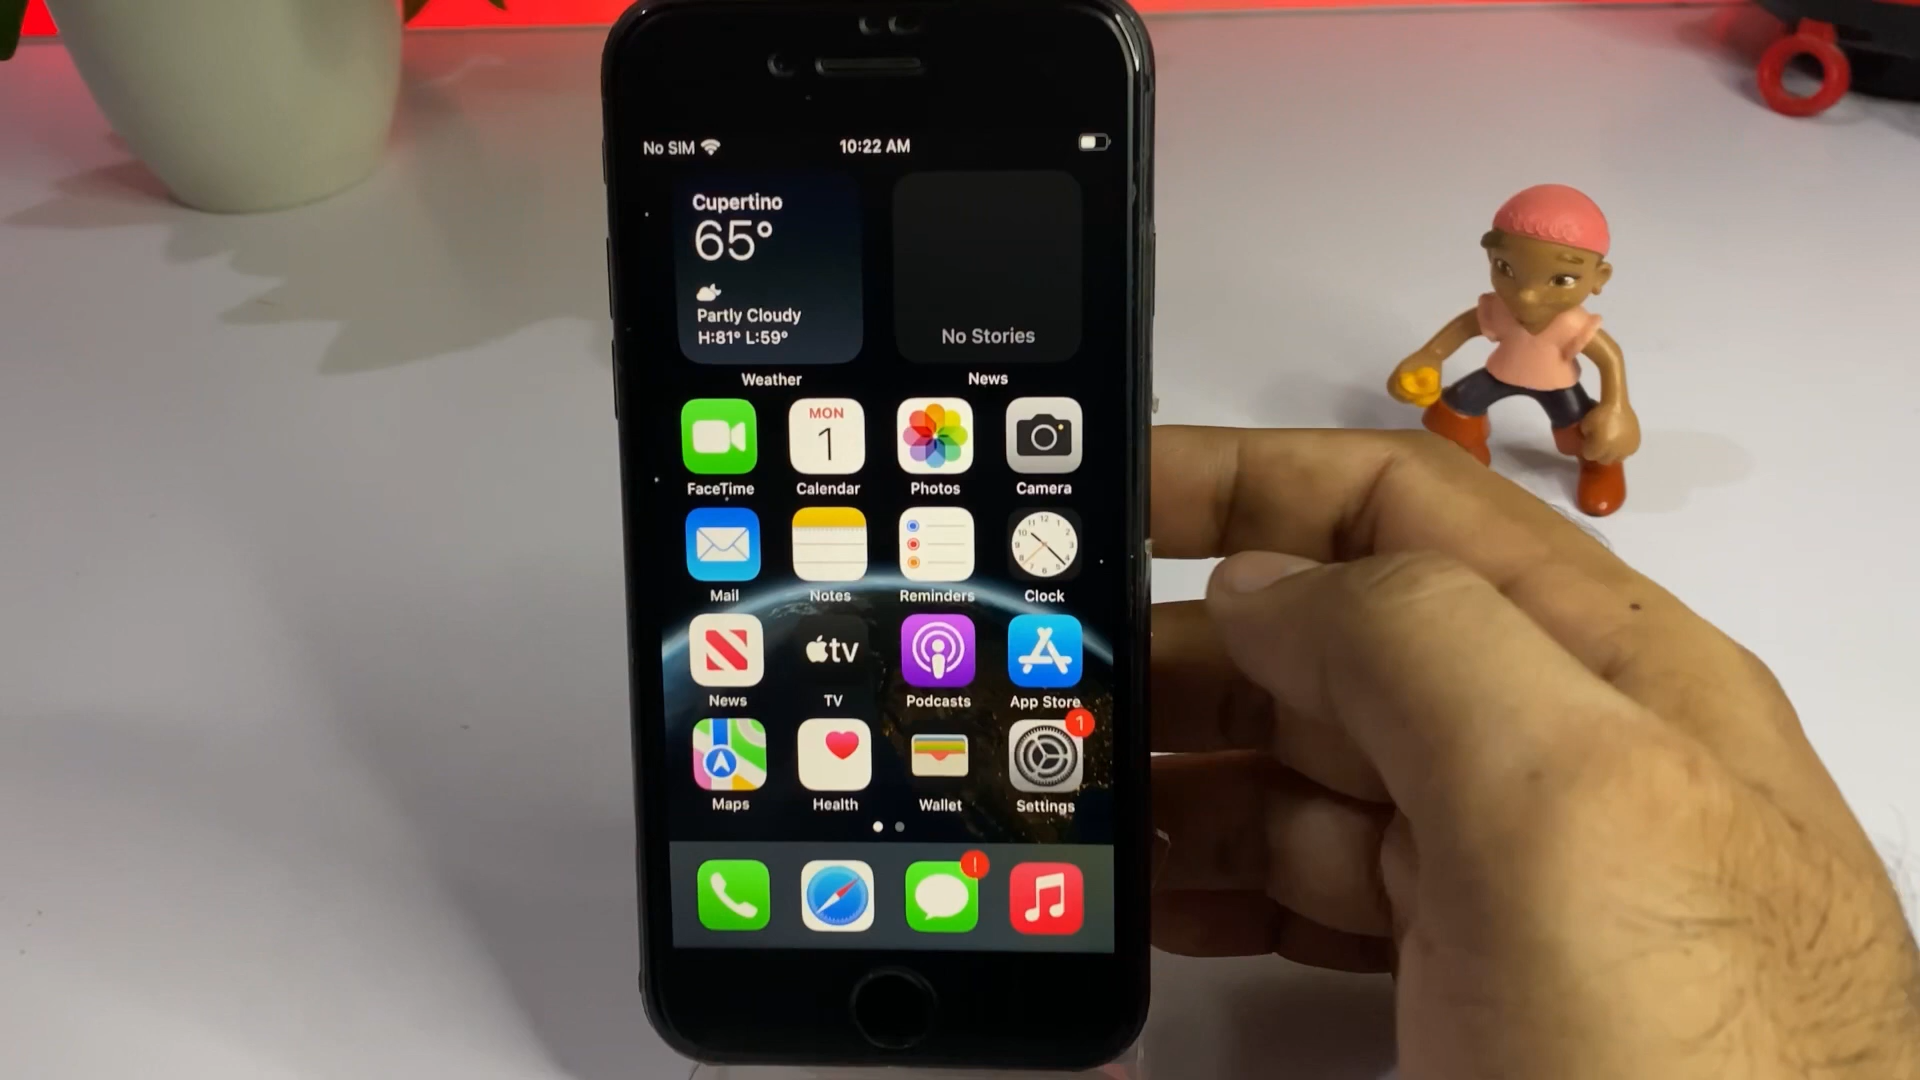 No SIM 10:22 AM
Cupertino
65°
Partly Cloudy
H:81° L:59°
No Stories
Weather News
MON
1
FaceTime Calendar Photos Camera
Mail Notes Reminders Clock
tv
News TV Podcasts App Store
1
Maps Health Wallet Settings
!